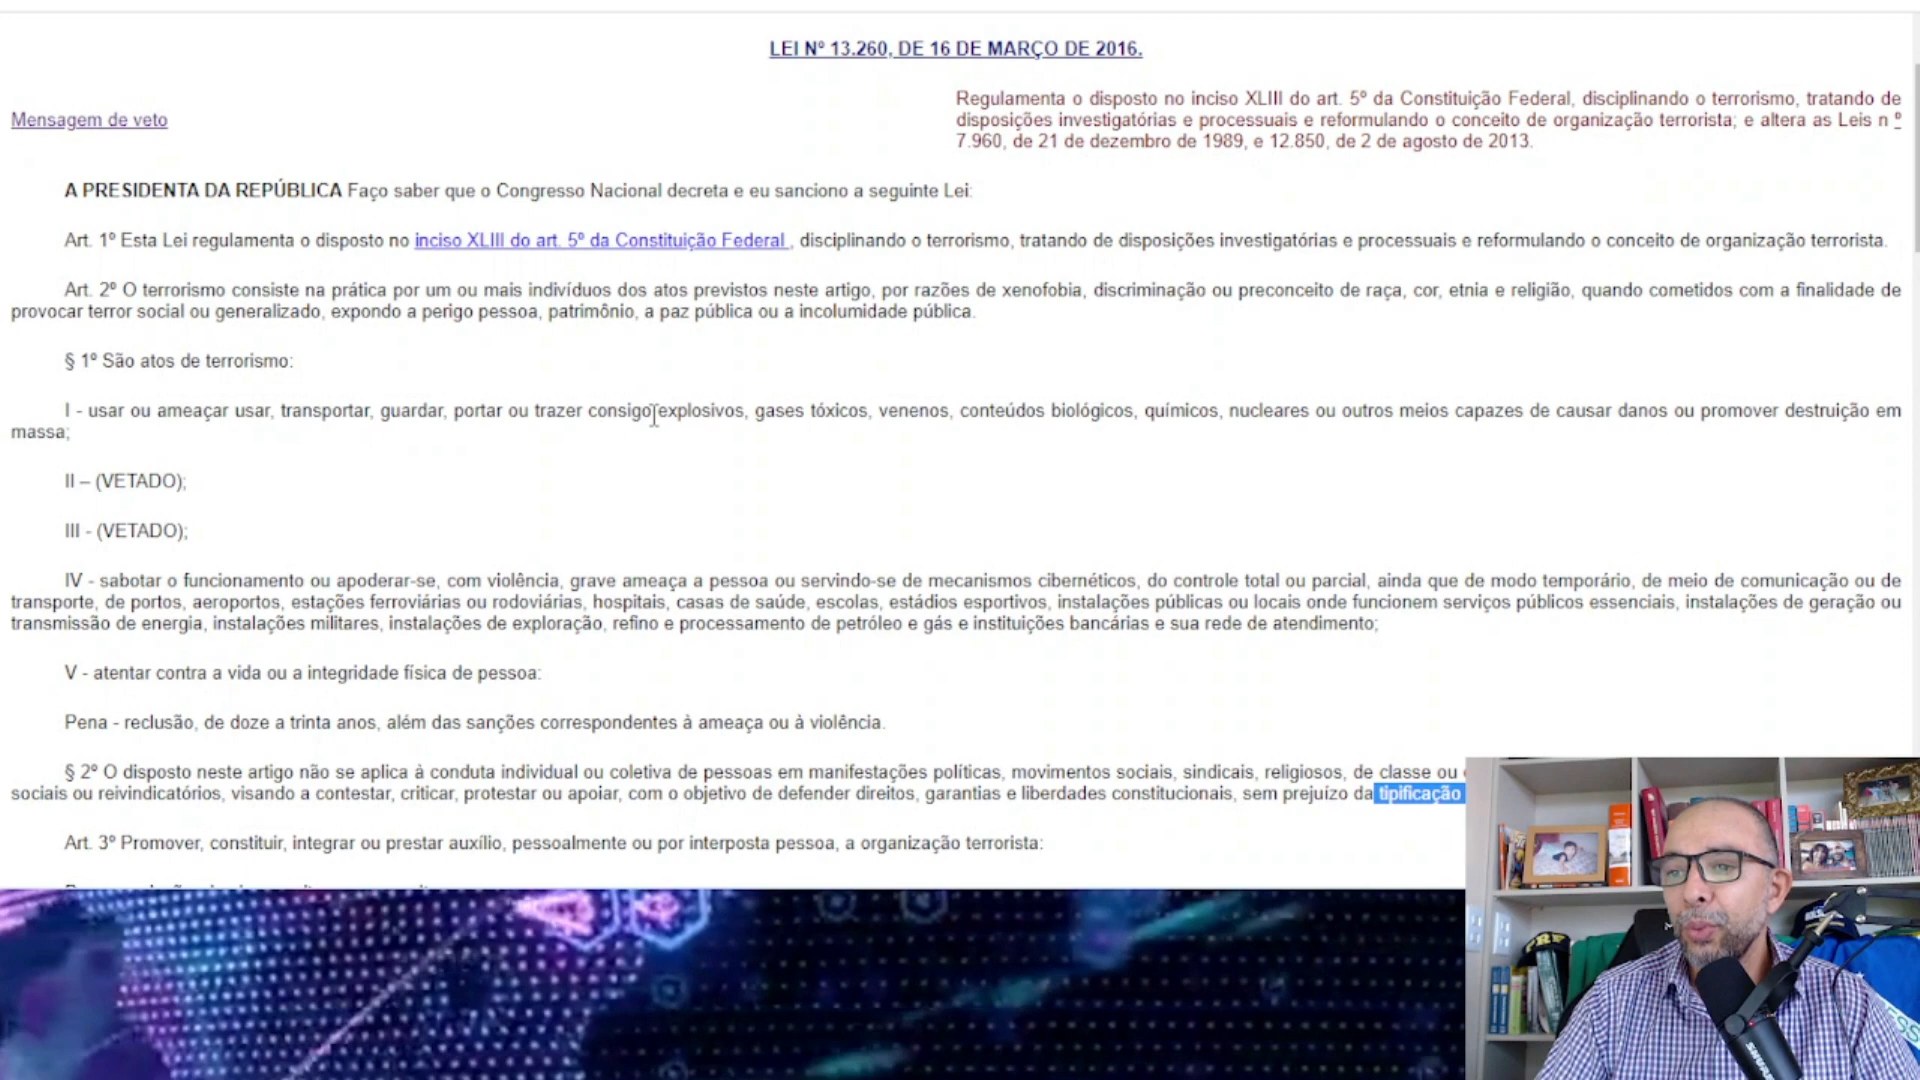 LEI Nº 13.260, DE 16 DE MARÇO DE 2016.
Mensagem de veto
Regulamenta o disposto no inciso XLIII do art. 5º da Constituição Federal, disciplinando o terrorismo, tratando de
disposições investigatórias e processuais e reformulando o conceito de organização terrorista; e altera as Leis n º
7.960, de 21 de dezembro de 1989, e 12.850, de 2 de agosto de 2013.
A PRESIDENTA DA REPÚBLICA Faço saber que o Congresso Nacional decreta e eu sanciono a seguinte Lei:
Art. 1º Esta Lei regulamenta o disposto no inciso XLIII do art. 5º da Constituição Federal , disciplinando o terrorismo, tratando de disposições investigatórias e processuais e reformulando o conceito de organização terrorista.
Art. 2º O terrorismo consiste na prática por um ou mais indivíduos dos atos previstos neste artigo, por razões de xenofobia, discriminação ou preconceito de raça, cor, etnia e religião, quando cometidos com a finalidade de
provocar terror social ou generalizado, expondo a perigo pessoa, patrimônio, a paz pública ou a incolumidade pública.
§ 1º São atos de terrorismo:
I - usar ou ameaçar usar, transportar, guardar, portar ou trazer consigo explosivos, gases tóxicos, venenos, conteúdos biológicos, químicos, nucleares ou outros meios capazes de causar danos ou promover destruição em
massa;
II – (VETADO);
III - (VETADO);
IV - sabotar o funcionamento ou apoderar-se, com violência, grave ameaça a pessoa ou servindo-se de mecanismos cibernéticos, do controle total ou parcial, ainda que de modo temporário, de meio de comunicação ou de
transporte, de portos, aeroportos, estações ferroviárias ou rodoviárias, hospitais, casas de saúde, escolas, estádios esportivos, instalações públicas ou locais onde funcionem serviços públicos essenciais, instalações de geração ou
transmissão de energia, instalações militares, instalações de exploração, refino e processamento de petróleo e gás e instituições bancárias e sua rede de atendimento;
V - atentar contra a vida ou a integridade física de pessoa:
Pena - reclusão, de doze a trinta anos, além das sanções correspondentes à ameaça ou à violência.
§ 2º O disposto neste artigo não se aplica à conduta individual ou coletiva de pessoas em manifestações políticas, movimentos sociais, sindicais, religiosos, de classe ou
sociais ou reivindicatórios, visando a contestar, criticar, protestar ou apoiar, com o objetivo de defender direitos, garantias e liberdades constitucionais, sem prejuízo da tipificação
Art. 3º Promover, constituir, integrar ou prestar auxílio, pessoalmente ou por interposta pessoa, a organização terrorista:
PRF
SHURE